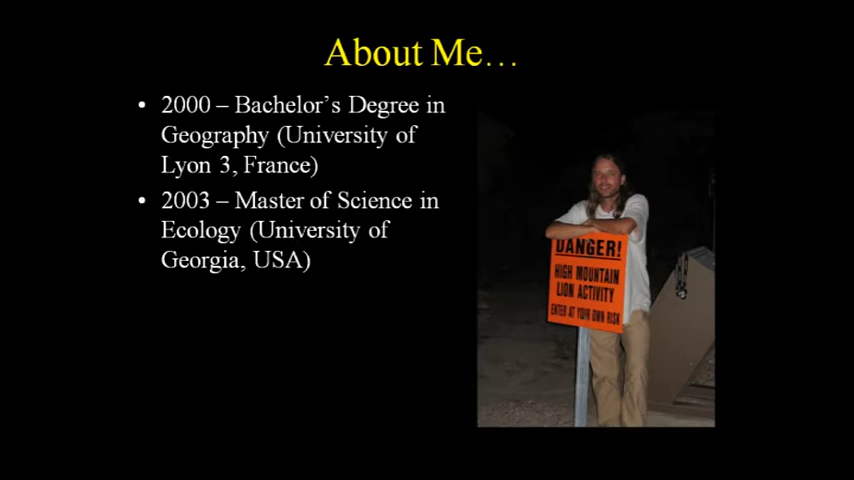 About Me…
• 2000 – Bachelor’s Degree in
Geography (University of
Lyon 3, France)
• 2003 – Master of Science in
Ecology (University of
Georgia, USA)
DANGER!
HIGH MOUNTAIN
LION ACTIVITY
ENTER AT YOUR OWN RISK